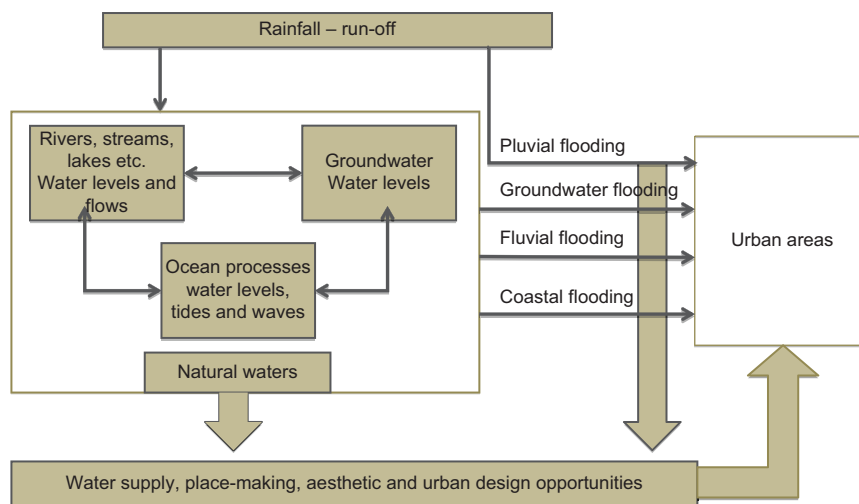 Rainfall – run-off
Rivers, streams,
lakes etc.
Water levels and
flows
Groundwater
Water levels
Ocean processes
water levels,
tides and waves
Natural waters
Pluvial flooding
Groundwater flooding
Fluvial flooding
Coastal flooding
Urban areas
Water supply, place-making, aesthetic and urban design opportunities